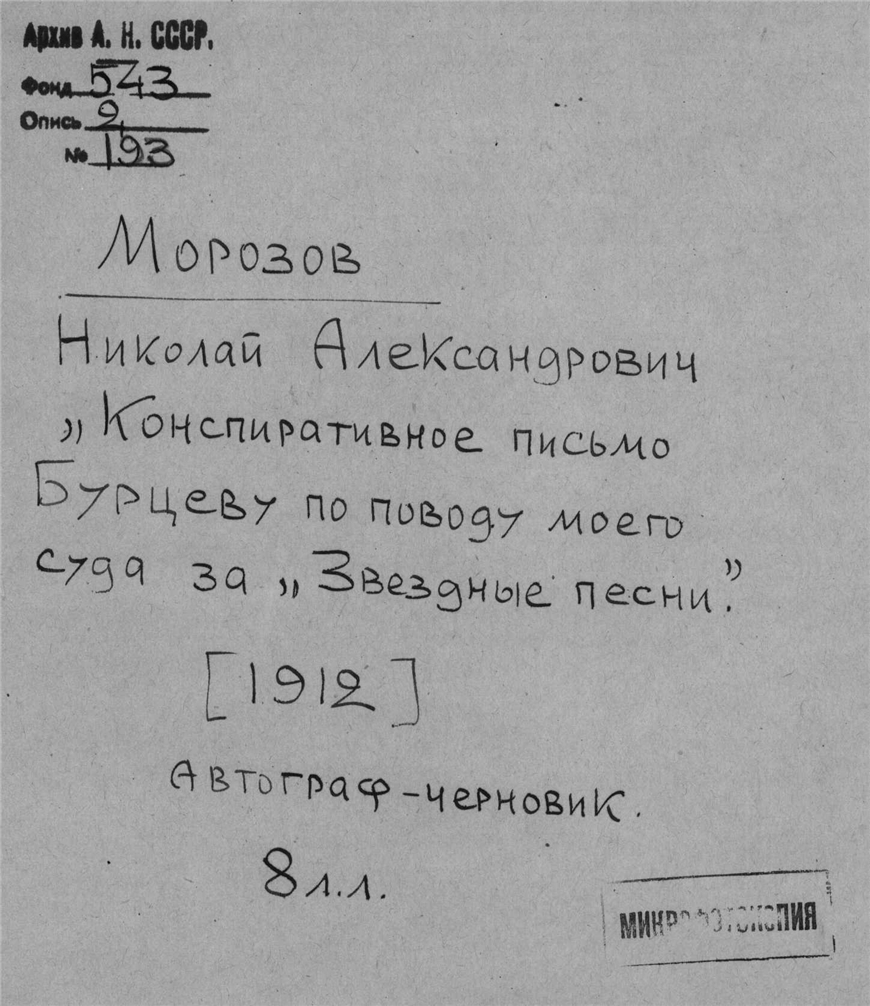 Архив А. Н. СССР.
Фонд 543
Опись 2
№ 193
Морозов
Николай Александрович
„Конспиративное письмо
Бурцеву по поводу моего
суда за „Звездные песни."
[1912]
Автограф-черновик.
8 л.л.
МИКРОФОТОКОПИЯ